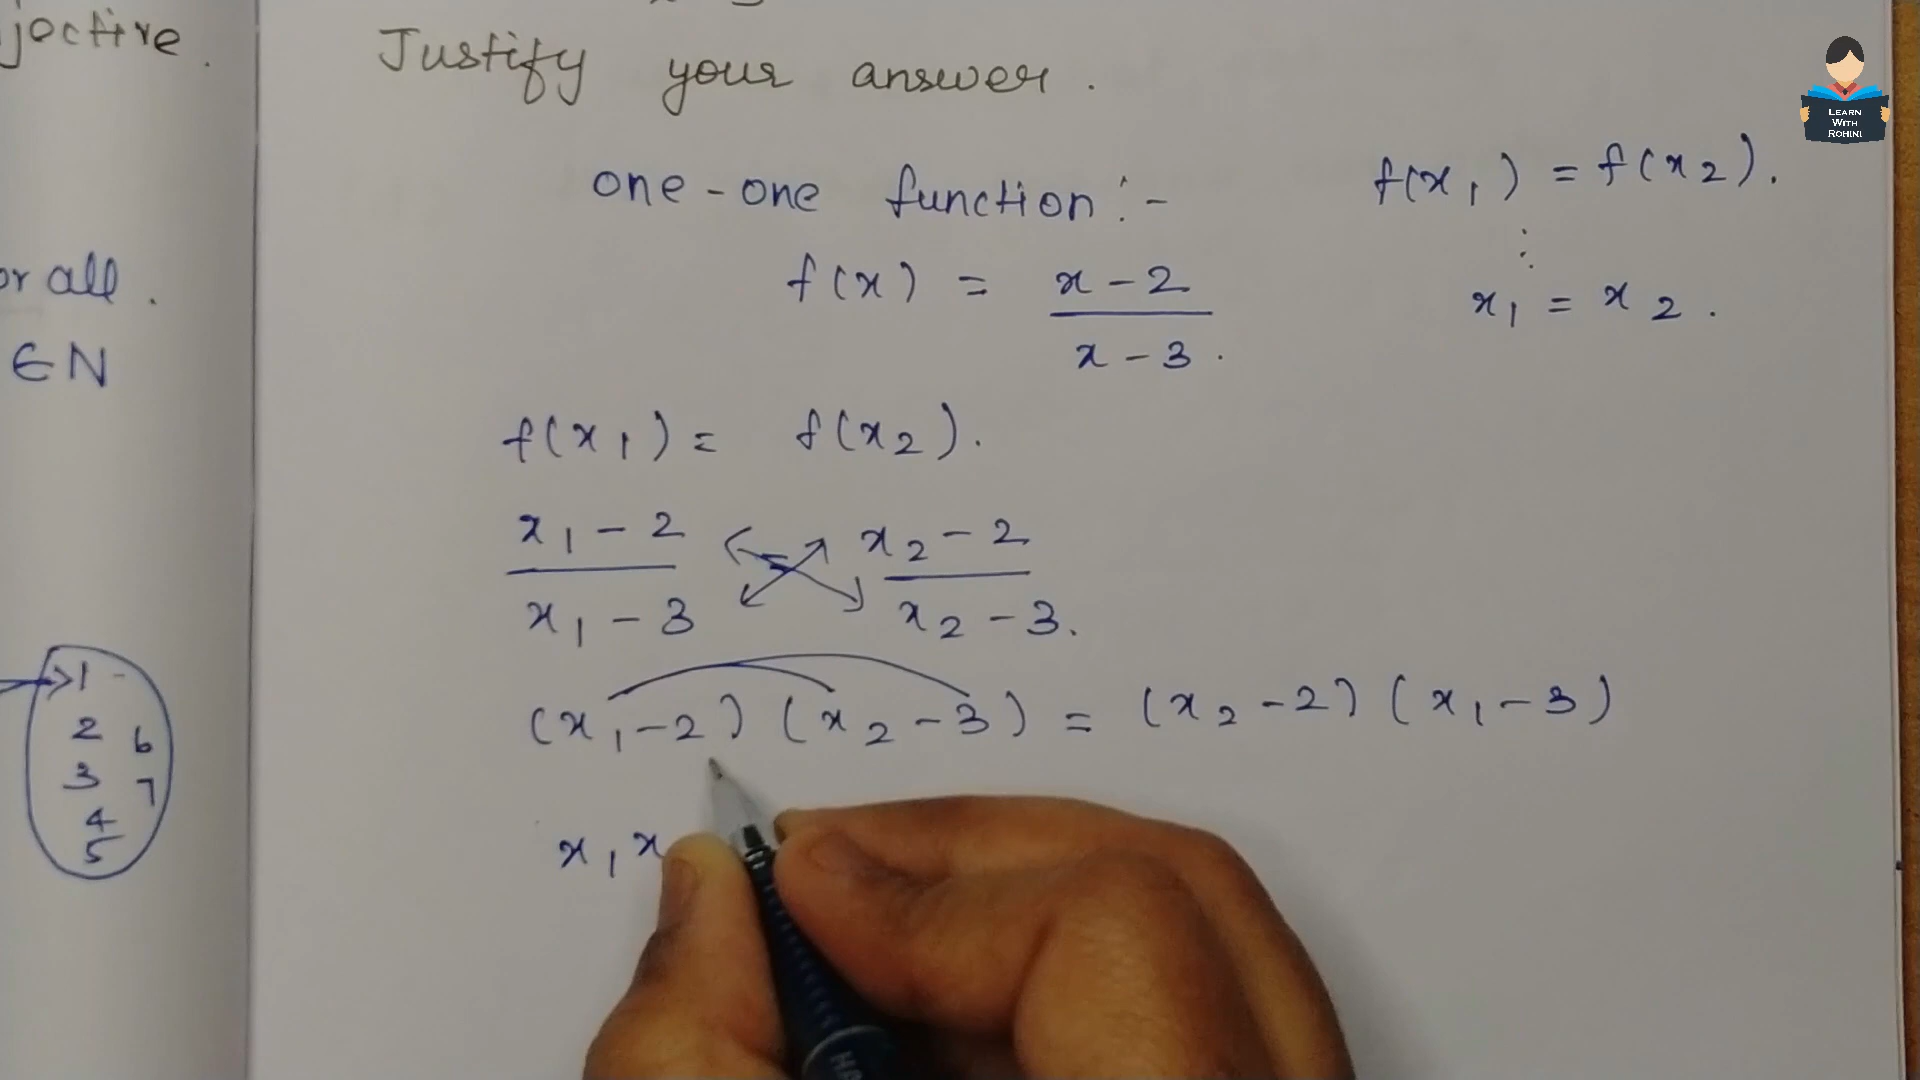 jective.
or all.
∈ N
1
2 6
3 7
4
5
Justify your answer.
one-one function :-
f(x) = x-2
x-3.
f(x₁) = f(x₂).
x₁ = x₂.
f(x₁) = f(x₂).
x₁-2 x₂-2
x₁-3 x₂-3.
(x₁-2) (x₂-3) = (x₂-2) (x₁-3)
x₁x
LEARN
WITH
ROHINI